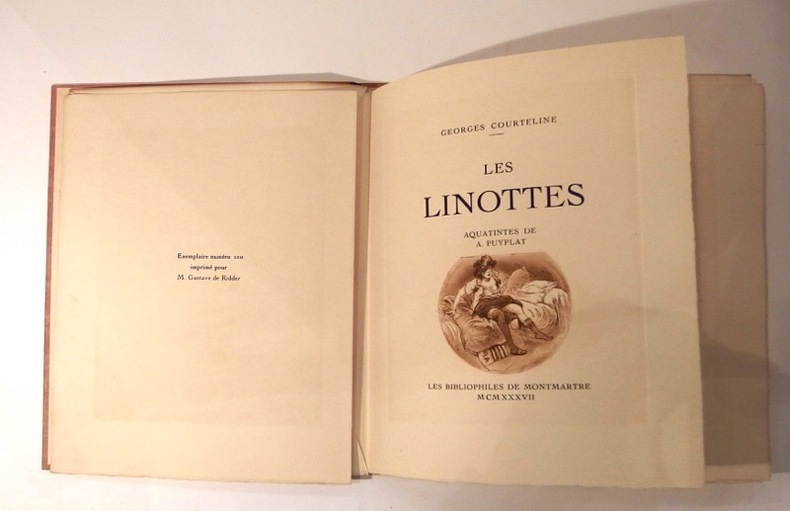 Exemplaire numéro 120
imprimé pour
M. Gustave de Ridder
GEORGES COURTELINE
LES
LINOTTES
AQUATINTES DE
A. PUYPLAT
LES BIBLIOPHILES DE MONTMARTRE
MCMXXXVII